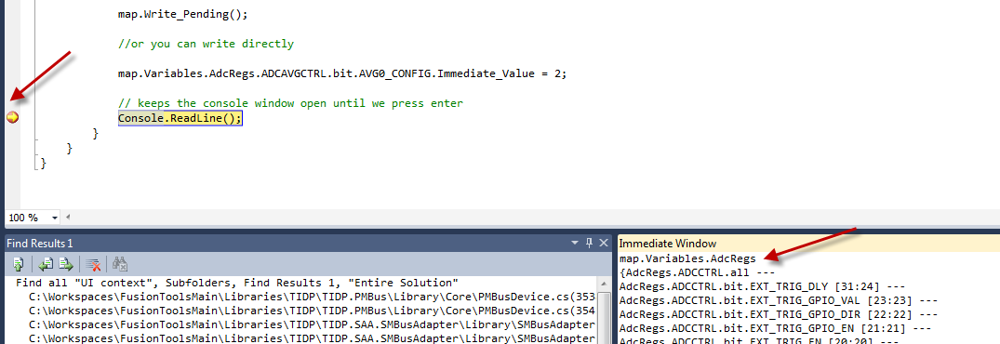 map.Write_Pending();
//or you can write directly
map.Variables.AdcRegs.ADCAVGCTRL.bit.AVG0_CONFIG.Immediate_Value = 2;
// keeps the console window open until we press enter
Console.ReadLine();
}
}
}
100 %
Find Results 1
Find all "UI context", Subfolders, Find Results 1, "Entire Solution"
C:\Workspaces\FusionToolsMain\Libraries\TIDP\TIDP.PMBus\Library\Core\PMBusDevice.cs(353
C:\Workspaces\FusionToolsMain\Libraries\TIDP\TIDP.PMBus\Library\Core\PMBusDevice.cs(354
C:\Workspaces\FusionToolsMain\Libraries\TIDP\TIDP.SAA.SMBusAdapter\Library\SMBusAdapter
C:\Workspaces\FusionToolsMain\Libraries\TIDP\TIDP.SAA.SMBusAdapter\Library\SMBusAdapter
Immediate Window
map.Variables.AdcRegs
{AdcRegs.ADCCTRL.all ---
AdcRegs.ADCCTRL.bit.EXT_TRIG_DLY [31:24] ---
AdcRegs.ADCCTRL.bit.EXT_TRIG_GPIO_VAL [23:23] ---
AdcRegs.ADCCTRL.bit.EXT_TRIG_GPIO_DIR [22:22] ---
AdcRegs.ADCCTRL.bit.EXT_TRIG_GPIO_EN [21:21] ---
AdcRegs.ADCCTRL.bit.EXT_TRIG_EN [20:20] ---